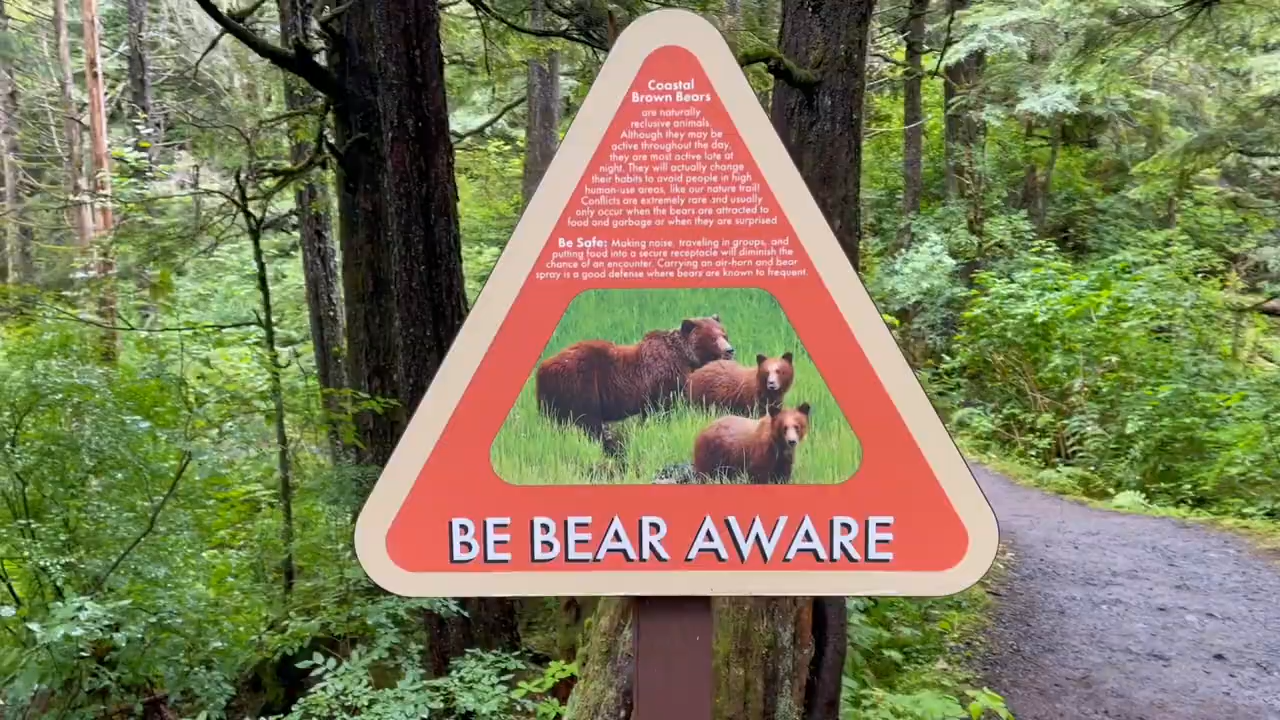 Coastal
Brown Bears
are naturally
reclusive animals.
Although they may be
active throughout the day,
they are most active late at
night. They will actually change
their habits to avoid people in high
human-use areas, like our nature trail!
Conflicts are extremely rare and usually
only occur when the bears are attracted to
food and garbage or when they are surprised
Be Safe: Making noise, traveling in groups, and
putting food into a secure receptacle will diminish the
chance of an encounter. Carrying an air-horn and bear
spray is a good defense where bears are known to frequent.
BE BEAR AWARE